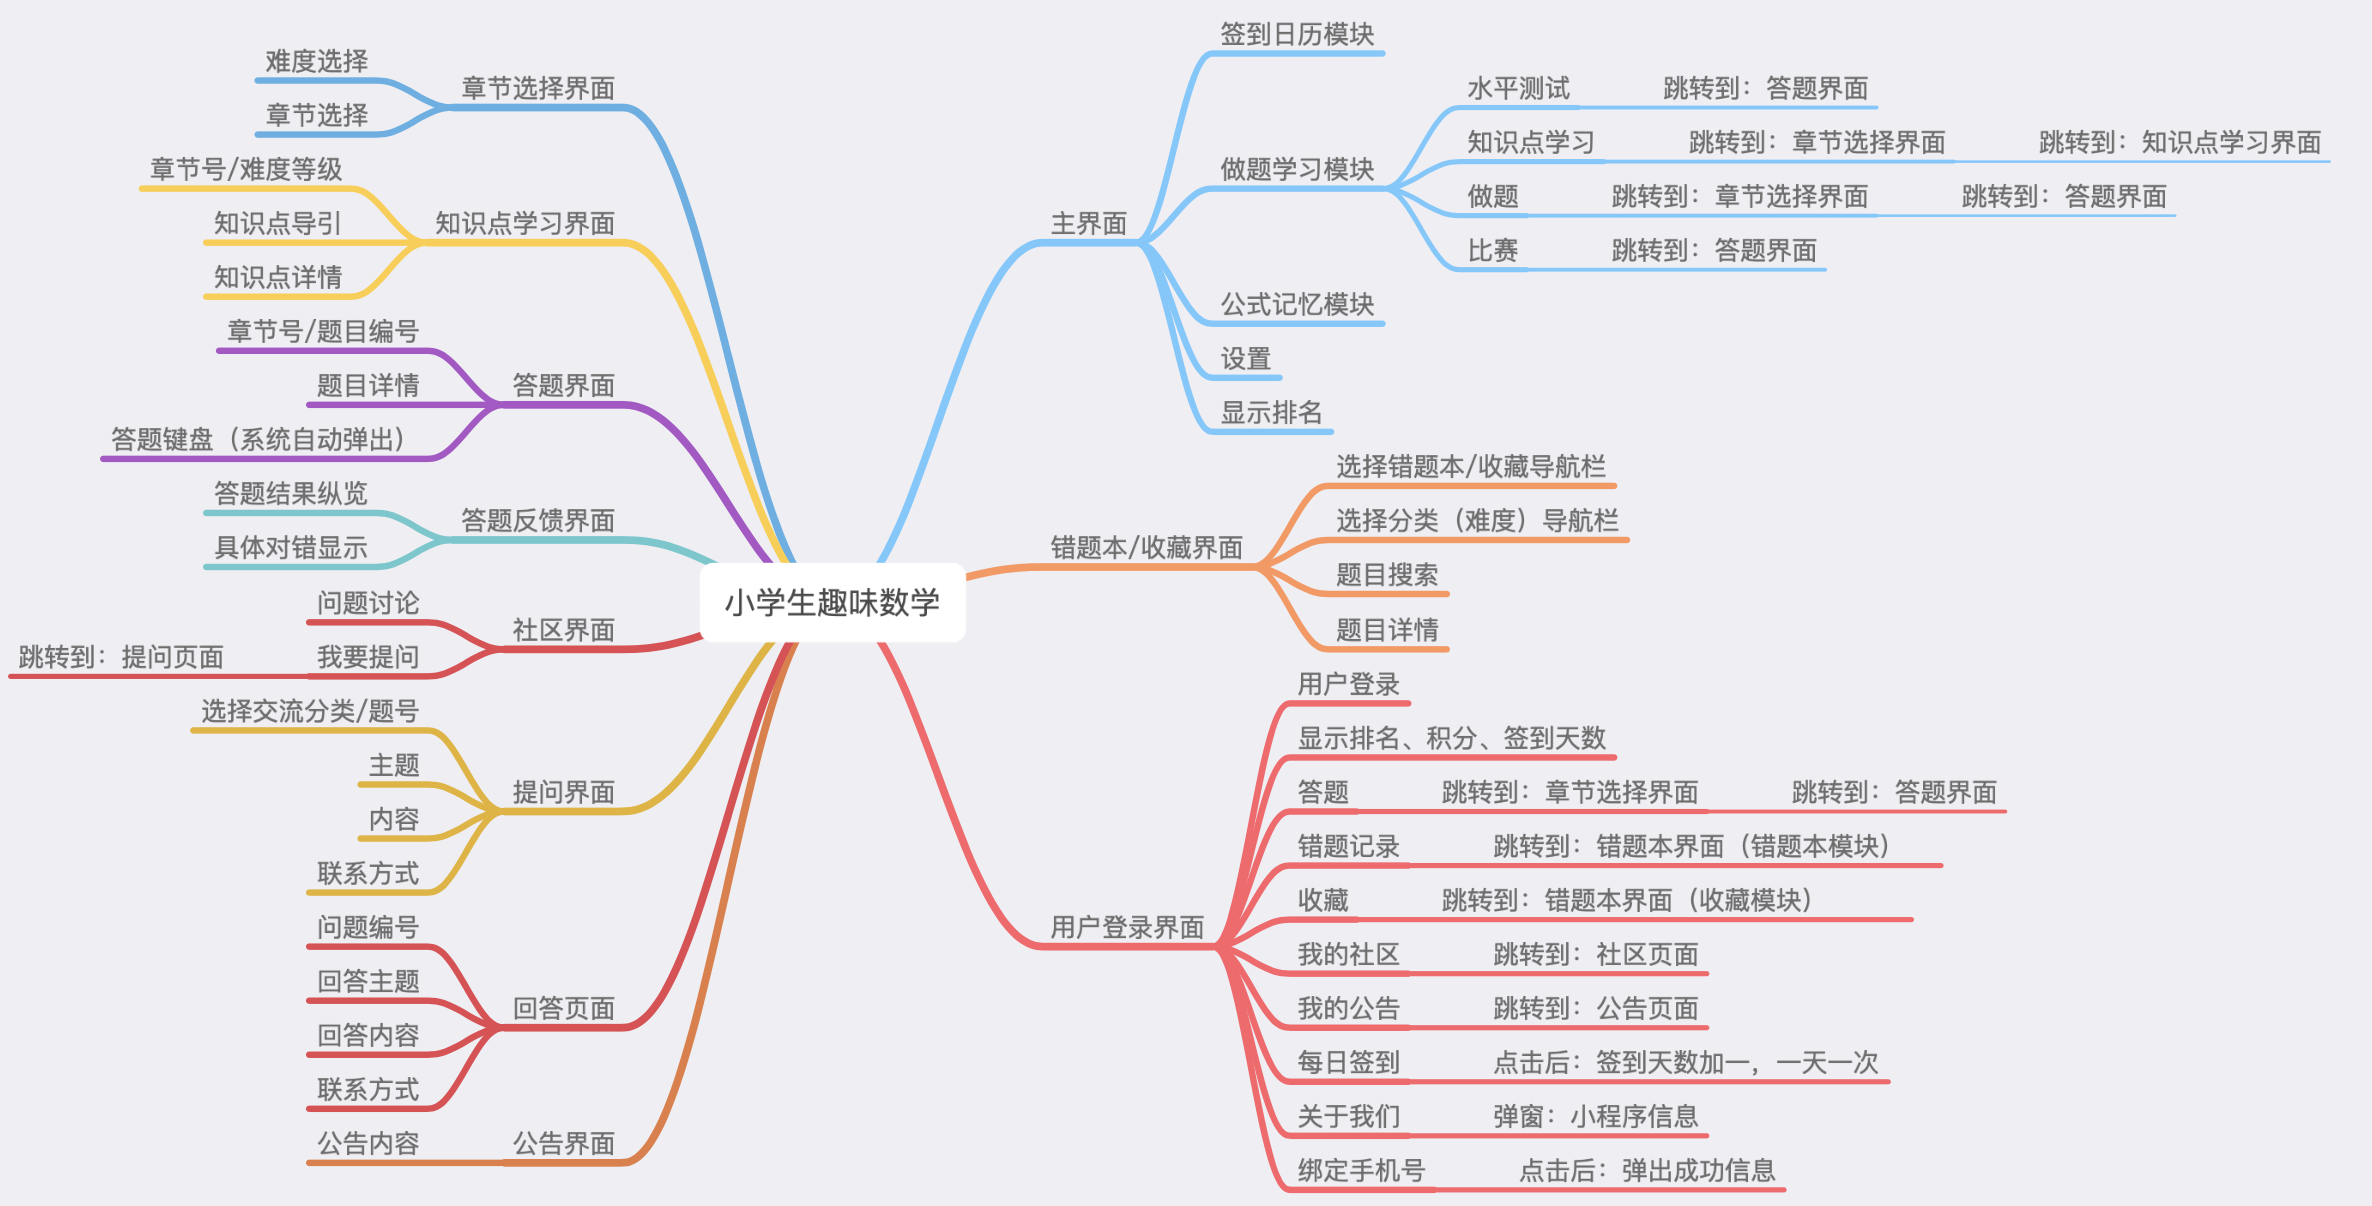 小学生趣味数学
主界面
签到日历模块
做题学习模块
水平测试
跳转到：答题界面
知识点学习
跳转到：章节选择界面
跳转到：知识点学习界面
做题
跳转到：章节选择界面
跳转到：答题界面
比赛
跳转到：答题界面
公式记忆模块
设置
显示排名
错题本/收藏界面
选择错题本/收藏导航栏
选择分类（难度）导航栏
题目搜索
题目详情
用户登录界面
用户登录
显示排名、积分、签到天数
答题
跳转到：章节选择界面
跳转到：答题界面
错题记录
跳转到：错题本界面（错题本模块）
收藏
跳转到：错题本界面（收藏模块）
我的社区
跳转到：社区页面
我的公告
跳转到：公告页面
每日签到
点击后：签到天数加一，一天一次
关于我们
弹窗：小程序信息
绑定手机号
点击后：弹出成功信息
章节选择界面
难度选择
章节选择
知识点学习界面
章节号/难度等级
知识点导引
知识点详情
答题界面
章节号/题目编号
题目详情
答题键盘（系统自动弹出）
答题反馈界面
答题结果纵览
具体对错显示
社区界面
问题讨论
我要提问
跳转到：提问页面
提问界面
选择交流分类/题号
主题
内容
联系方式
回答页面
问题编号
回答主题
回答内容
联系方式
公告界面
公告内容